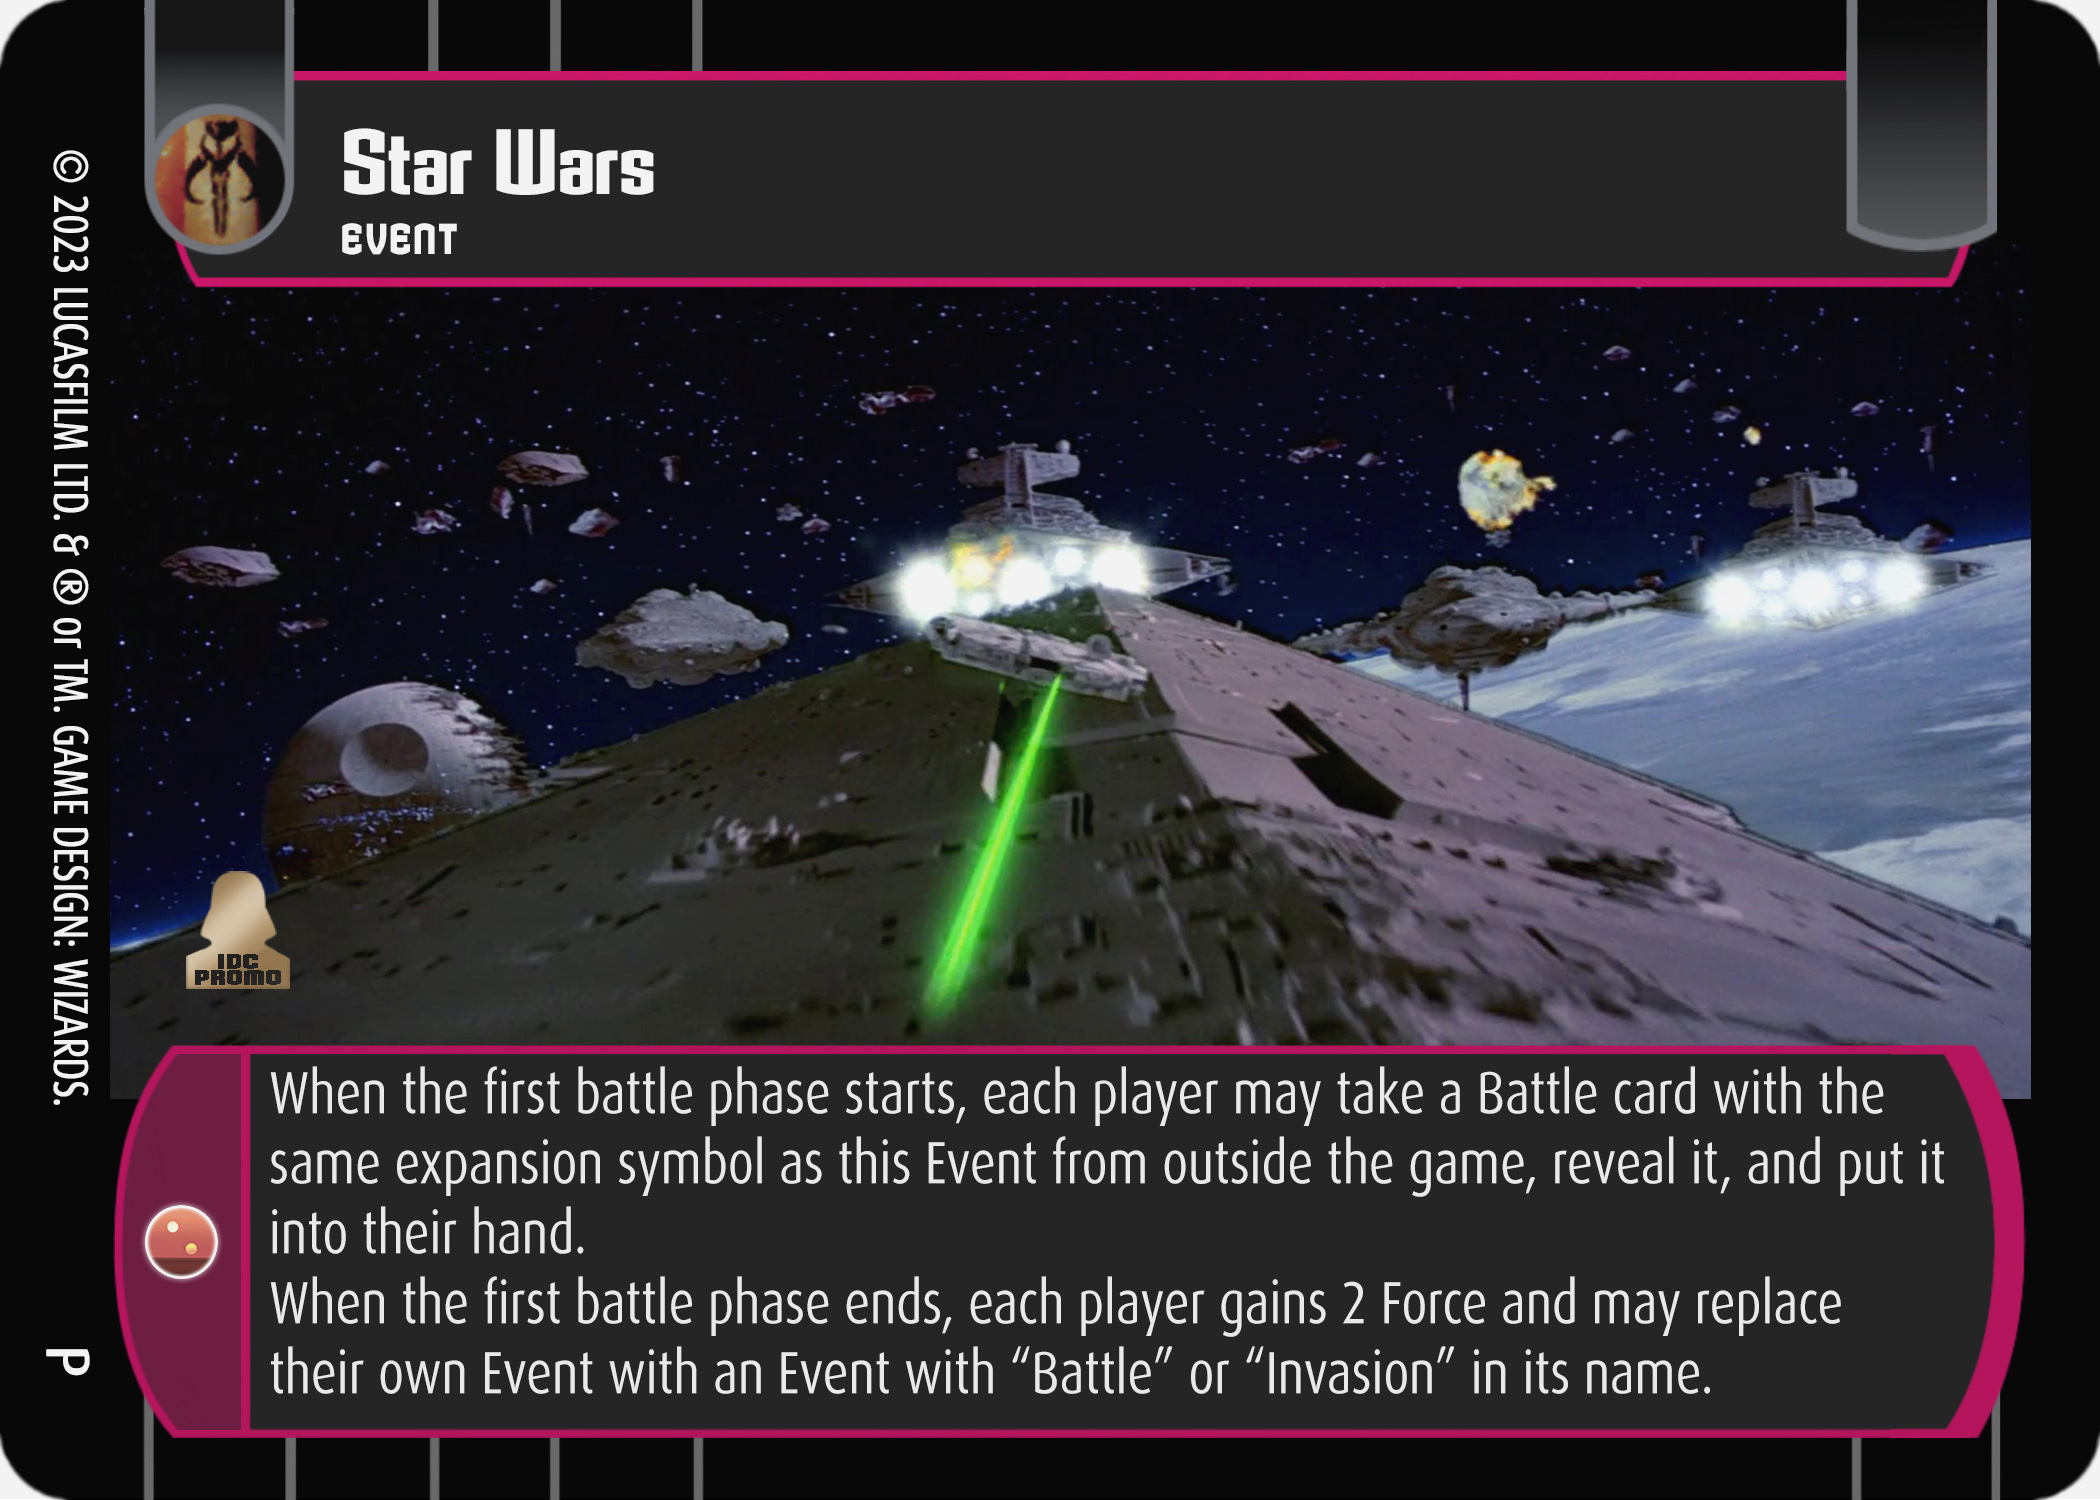 Star Wars
EVENT
© 2023 LUCASFILM LTD. & ® or TM. GAME DESIGN: WIZARDS.
P
IDC
PROMO
When the first battle phase starts, each player may take a Battle card with the
same expansion symbol as this Event from outside the game, reveal it, and put it
into their hand.
When the first battle phase ends, each player gains 2 Force and may replace
their own Event with an Event with “Battle” or “Invasion” in its name.